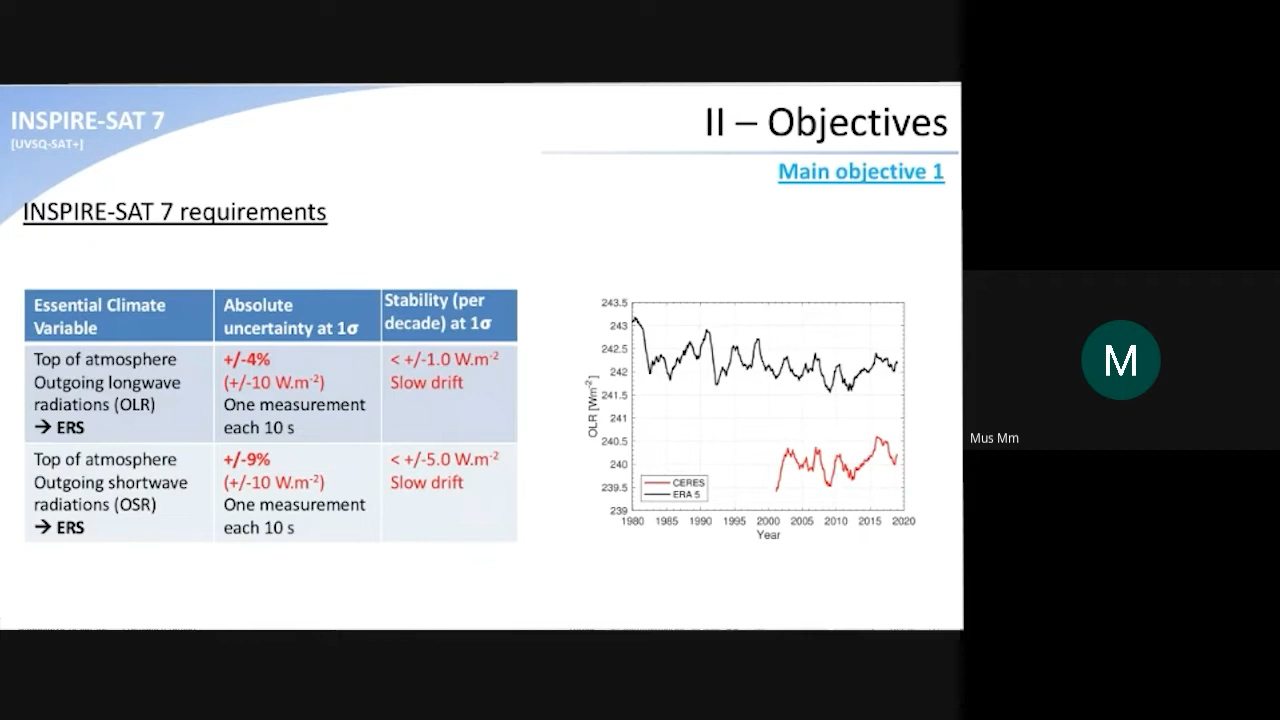 INSPIRE-SAT 7
[UVSQ-SAT+]
II – Objectives
Main objective 1
INSPIRE-SAT 7 requirements
Essential Climate
Variable
Absolute
uncertainty at 1σ
Stability (per
decade) at 1σ
Top of atmosphere
Outgoing longwave
radiations (OLR)
→ ERS
+/-4%
(+/-10 W.m⁻²)
One measurement
each 10 s
< +/-1.0 W.m⁻²
Slow drift
Top of atmosphere
Outgoing shortwave
radiations (OSR)
→ ERS
+/-9%
(+/-10 W.m⁻²)
One measurement
each 10 s
< +/-5.0 W.m⁻²
Slow drift
243.5
243
242.5
242
241.5
241
240.5
240
239.5
239
OLR [Wm⁻²]
CERES
ERA 5
1980 1985 1990 1995 2000 2005 2010 2015 2020
Year
M
Mus Mm